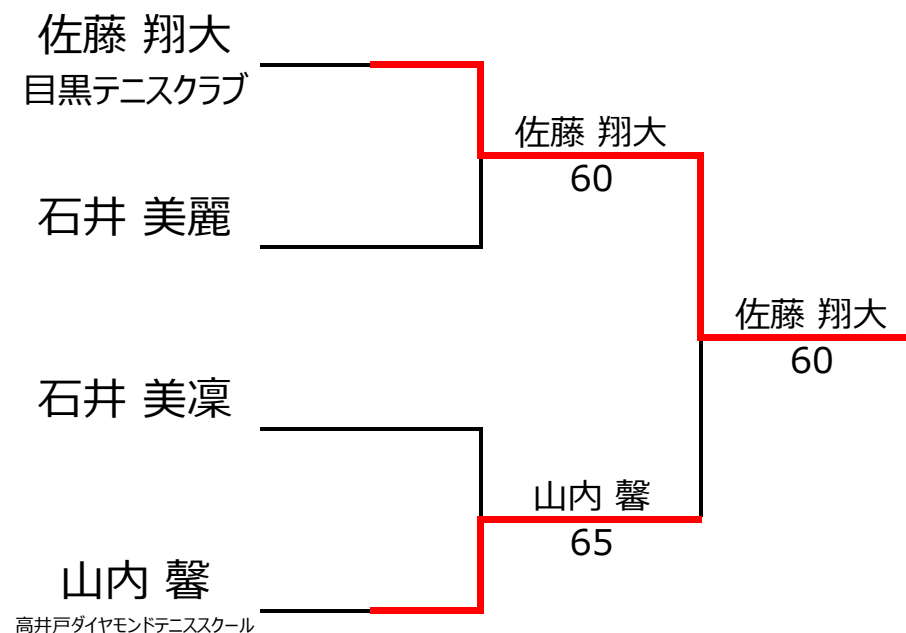 佐藤 翔大
目黒テニスクラブ
佐藤 翔大
60
石井 美麗
佐藤 翔大
60
石井 美凜
山内 馨
65
山内 馨
高井戸ダイヤモンドテニススクール